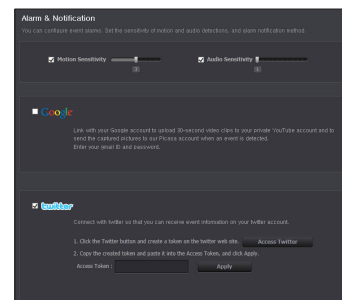 Alarm & Notification
You can configure event alarms. Set the sensitivity of motion and audio detections, and alarm notification method.
Motion Sensitivity
Audio Sensitivity
3
1
Google
Link with your Google account to upload 30-second video clips to your private YouTube account and to
send the captured pictures to your Picasa account when an event is detected.
Enter your email ID and password.
twitter
Connect with twitter so that you can receive event information on your twitter account.
1. Click the Twitter button and create a token on the twitter web site.
Access Twitter
2. Copy the created token and paste it into the Access Token, and click Apply.
Access Token :
Apply